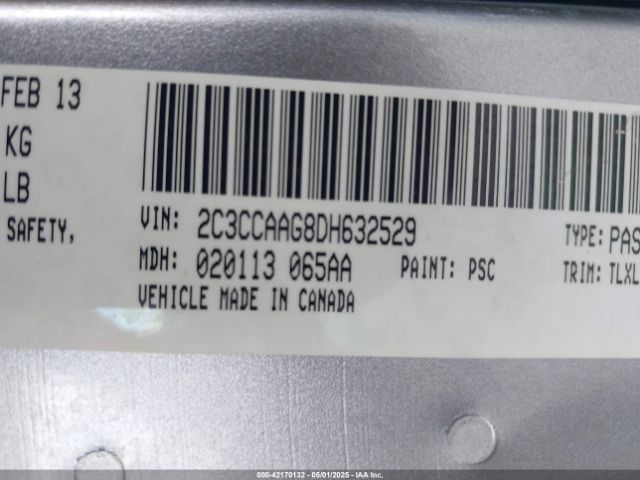 FEB 13
KG
LB
SAFETY,
VIN: 2C3CCAAG8DH632529
TYPE: PAS
MDH: 020113 065AA PAINT: PSC
TRIM: TLXL
VEHICLE MADE IN CANADA
000-42170132 - 05/01/2025 - IAA Inc.